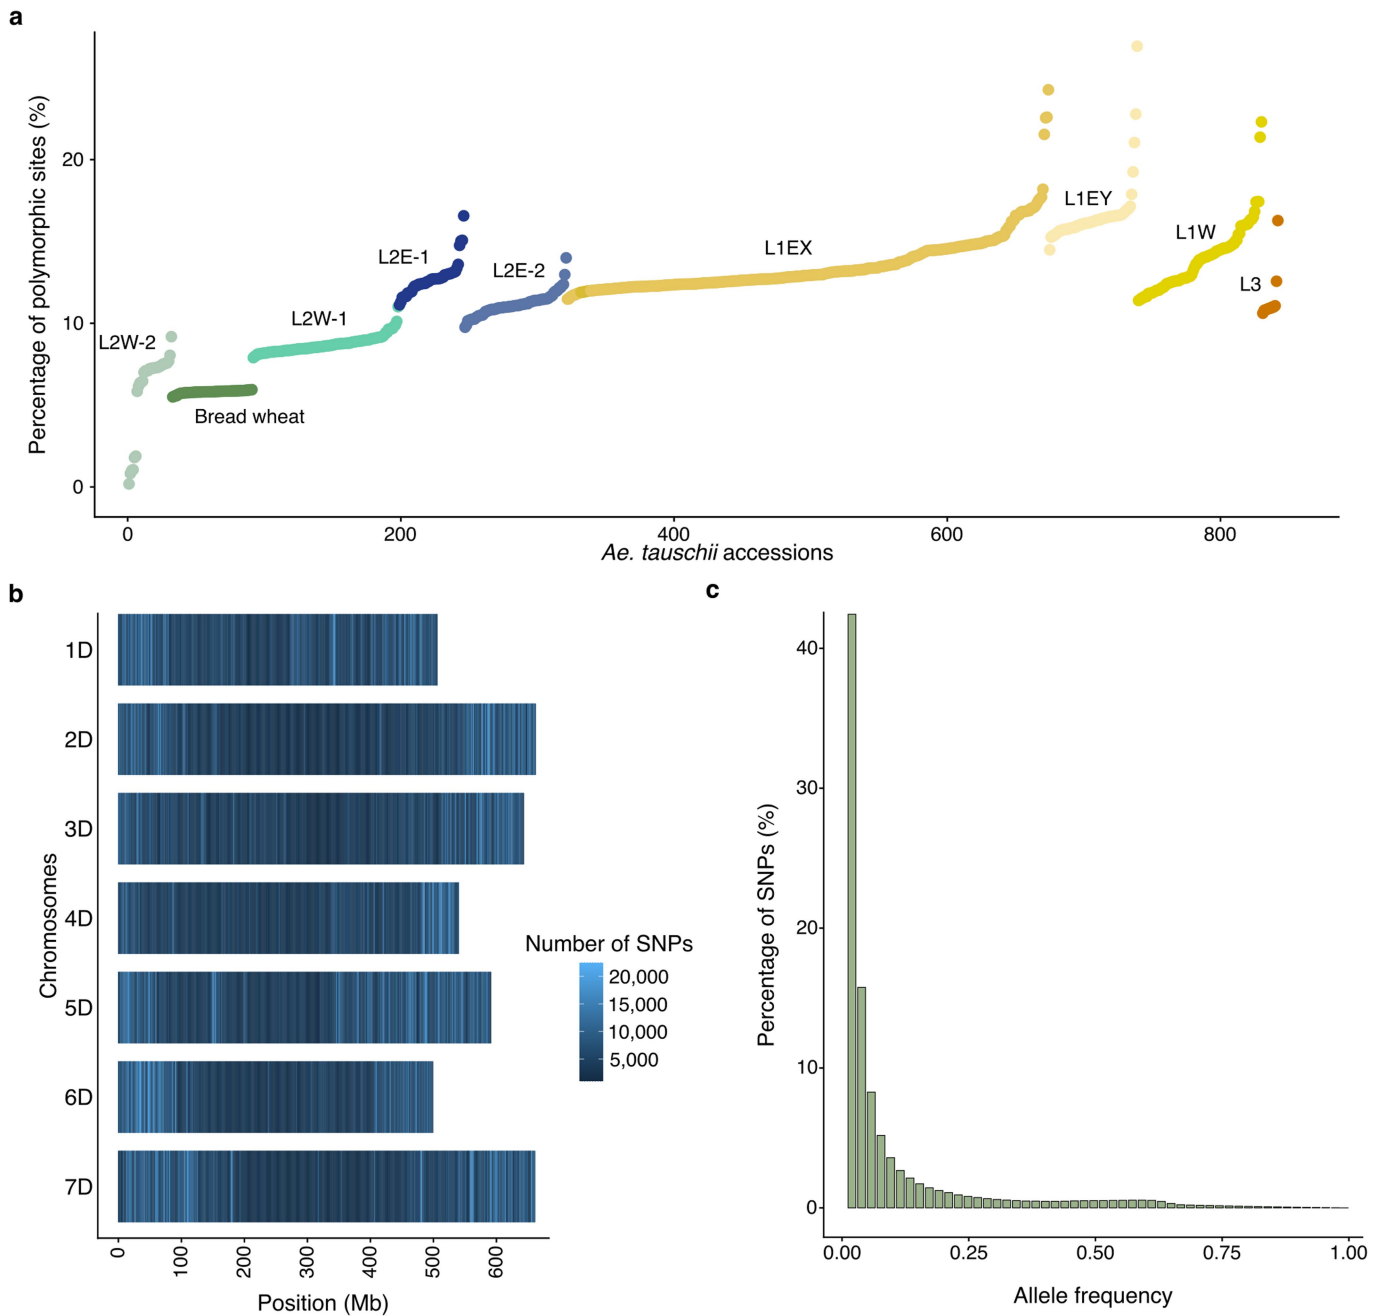 a
Percentage of polymorphic sites (%)
20
10
0
L2W-2
Bread wheat
L2W-1
L2E-1
L2E-2
L1EX
L1EY
L1W
L3
0 200 400 600 800
Ae. tauschii accessions
b
Chromosomes
1D
2D
3D
4D
5D
6D
7D
0 100 200 300 400 500 600
Position (Mb)
Number of SNPs
20,000
15,000
10,000
5,000
c
Percentage of SNPs (%)
40
30
20
10
0
0.00 0.25 0.50 0.75 1.00
Allele frequency